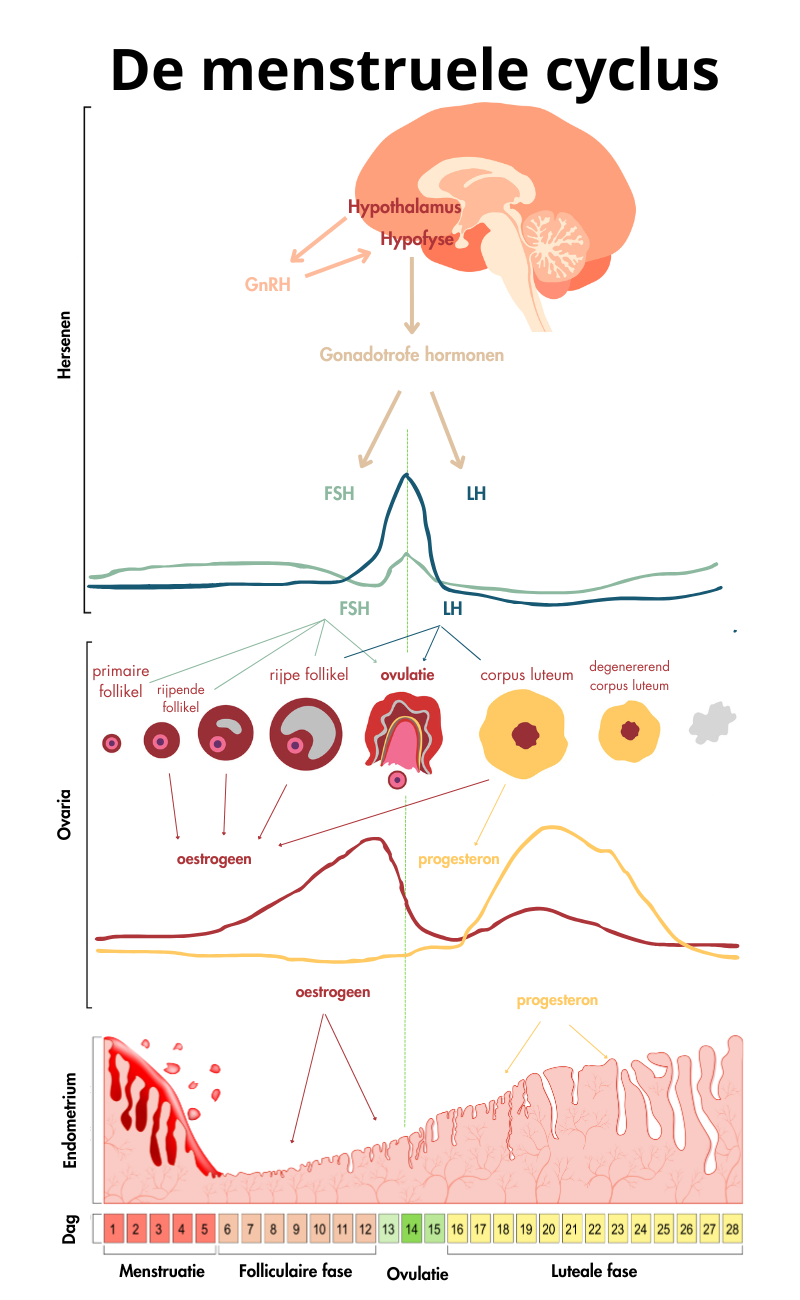 De menstruele cyclus
Hersenen
Hypothalamus
Hypofyse
GnRH
Gonadotrofe hormonen
FSH
LH
FSH
LH
Ovaria
primaire
follikel
rijpende
follikel
rijpe follikel
ovulatie
corpus luteum
degenererend
corpus luteum
oestrogeen
progesteron
oestrogeen
progesteron
Endometrium
Dag
1 2 3 4 5 6 7 8 9 10 11 12 13 14 15 16 17 18 19 20 21 22 23 24 25 26 27 28
Menstruatie
Folliculaire fase
Ovulatie
Luteale fase